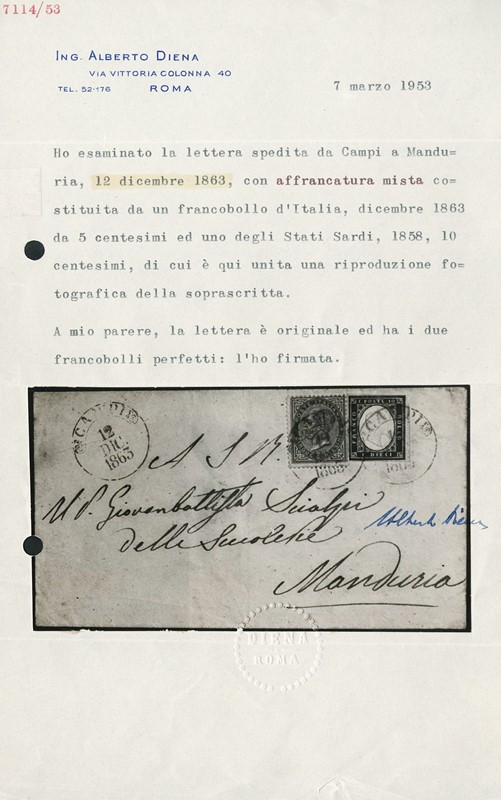 7114/53
ING. ALBERTO DIENA
VIA VITTORIA COLONNA 40
TEL. 52-176 ROMA
7 marzo 1953
Ho esaminato la lettera spedita da Campi a Mandu=
ria, 12 dicembre 1863, con affrancatura mista co=
stituita da un francobollo d'Italia, dicembre 1863
da 5 centesimi ed uno degli Stati Sardi, 1858, 10
centesimi, di cui è qui unita una riproduzione fo=
tografica della soprascritta.
A mio parere, la lettera è originale ed ha i due
francobolli perfetti: l'ho firmata.
CAMPI
12
DIC.
1863
A S. R.
Giovanbattista
delle
Manduria
Alberto Diena
DIENA
ROMA